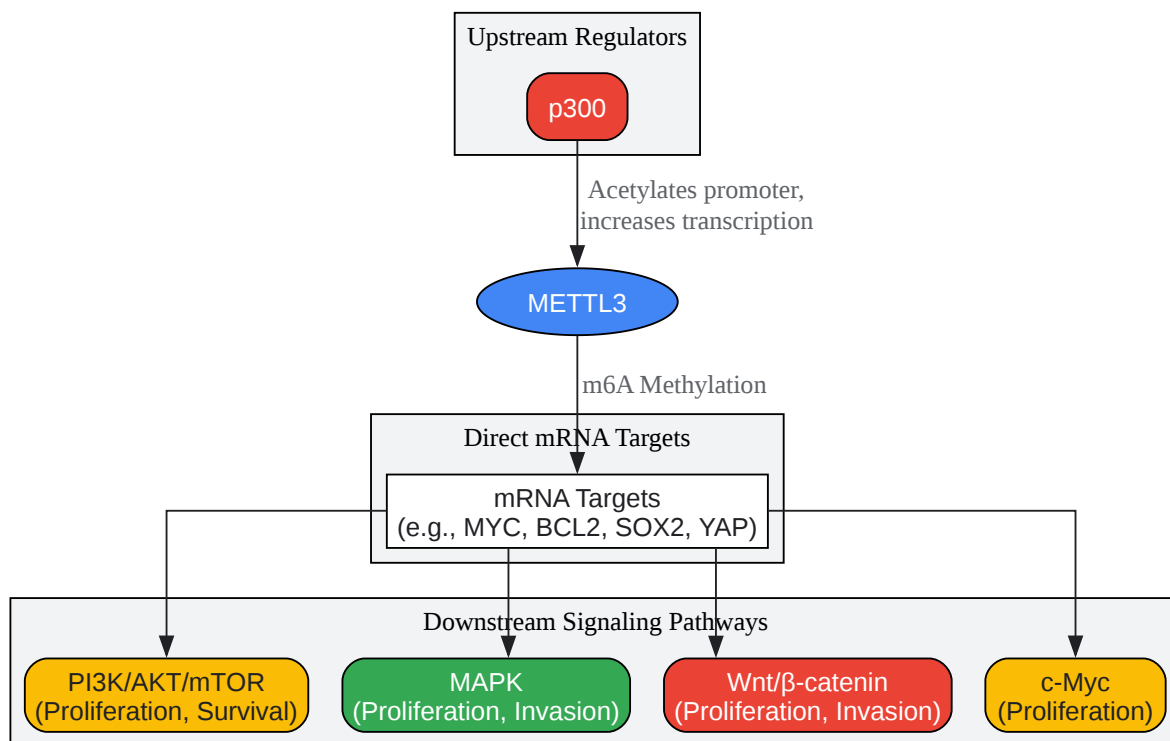 Upstream Regulators
p300
Acetylates promoter,
increases transcription
METTL3
m6A Methylation
Direct mRNA Targets
mRNA Targets
(e.g., MYC, BCL2, SOX2, YAP)
Downstream Signaling Pathways
PI3K/AKT/mTOR
(Proliferation, Survival)
MAPK
(Proliferation, Invasion)
Wnt/β-catenin
(Proliferation, Invasion)
c-Myc
(Proliferation)